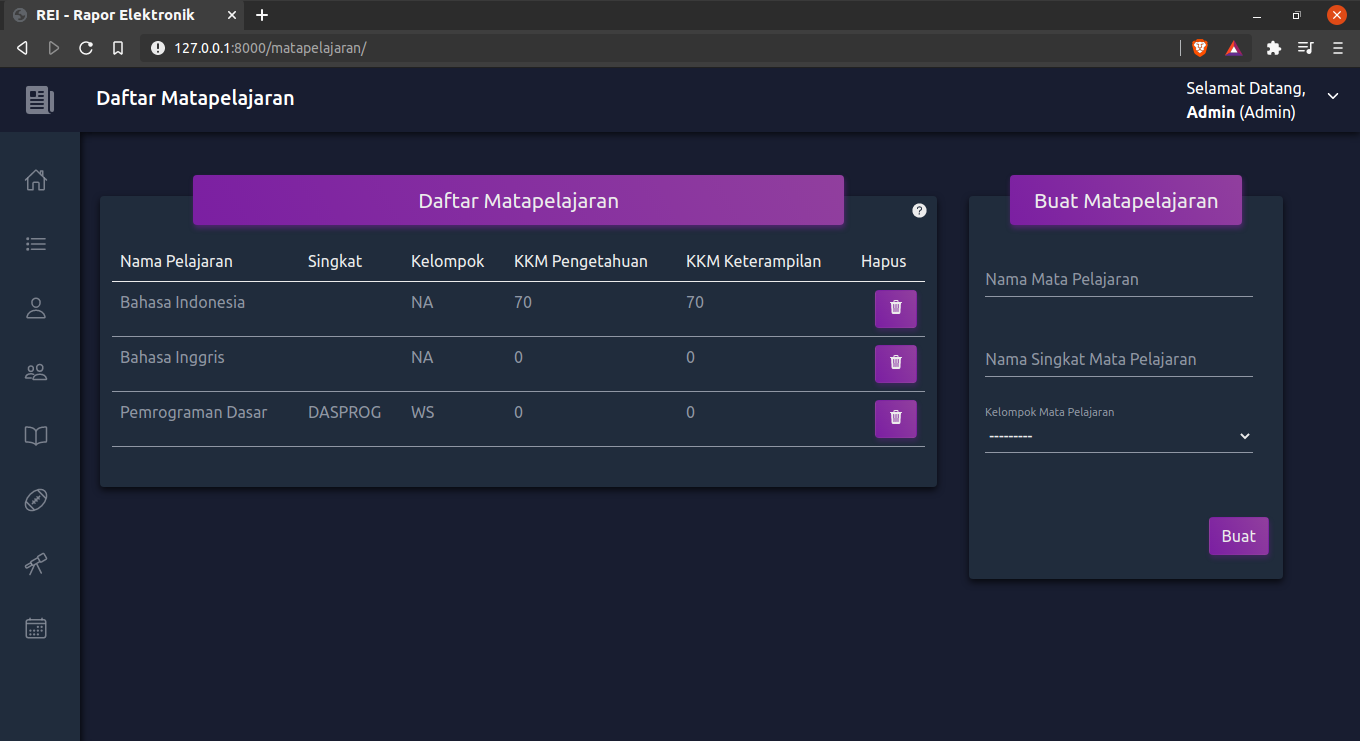 REI - Rapor Elektronik
127.0.0.1:8000/matapelajaran/
Daftar Matapelajaran
Selamat Datang,
Admin (Admin)
Daftar Matapelajaran
Nama Pelajaran Singkat Kelompok KKM Pengetahuan KKM Keterampilan Hapus
Bahasa Indonesia NA 70 70
Bahasa Inggris NA 0 0
Pemrograman Dasar DASPROG WS 0 0
Buat Matapelajaran
Nama Mata Pelajaran
Nama Singkat Mata Pelajaran
Kelompok Mata Pelajaran
---------
Buat